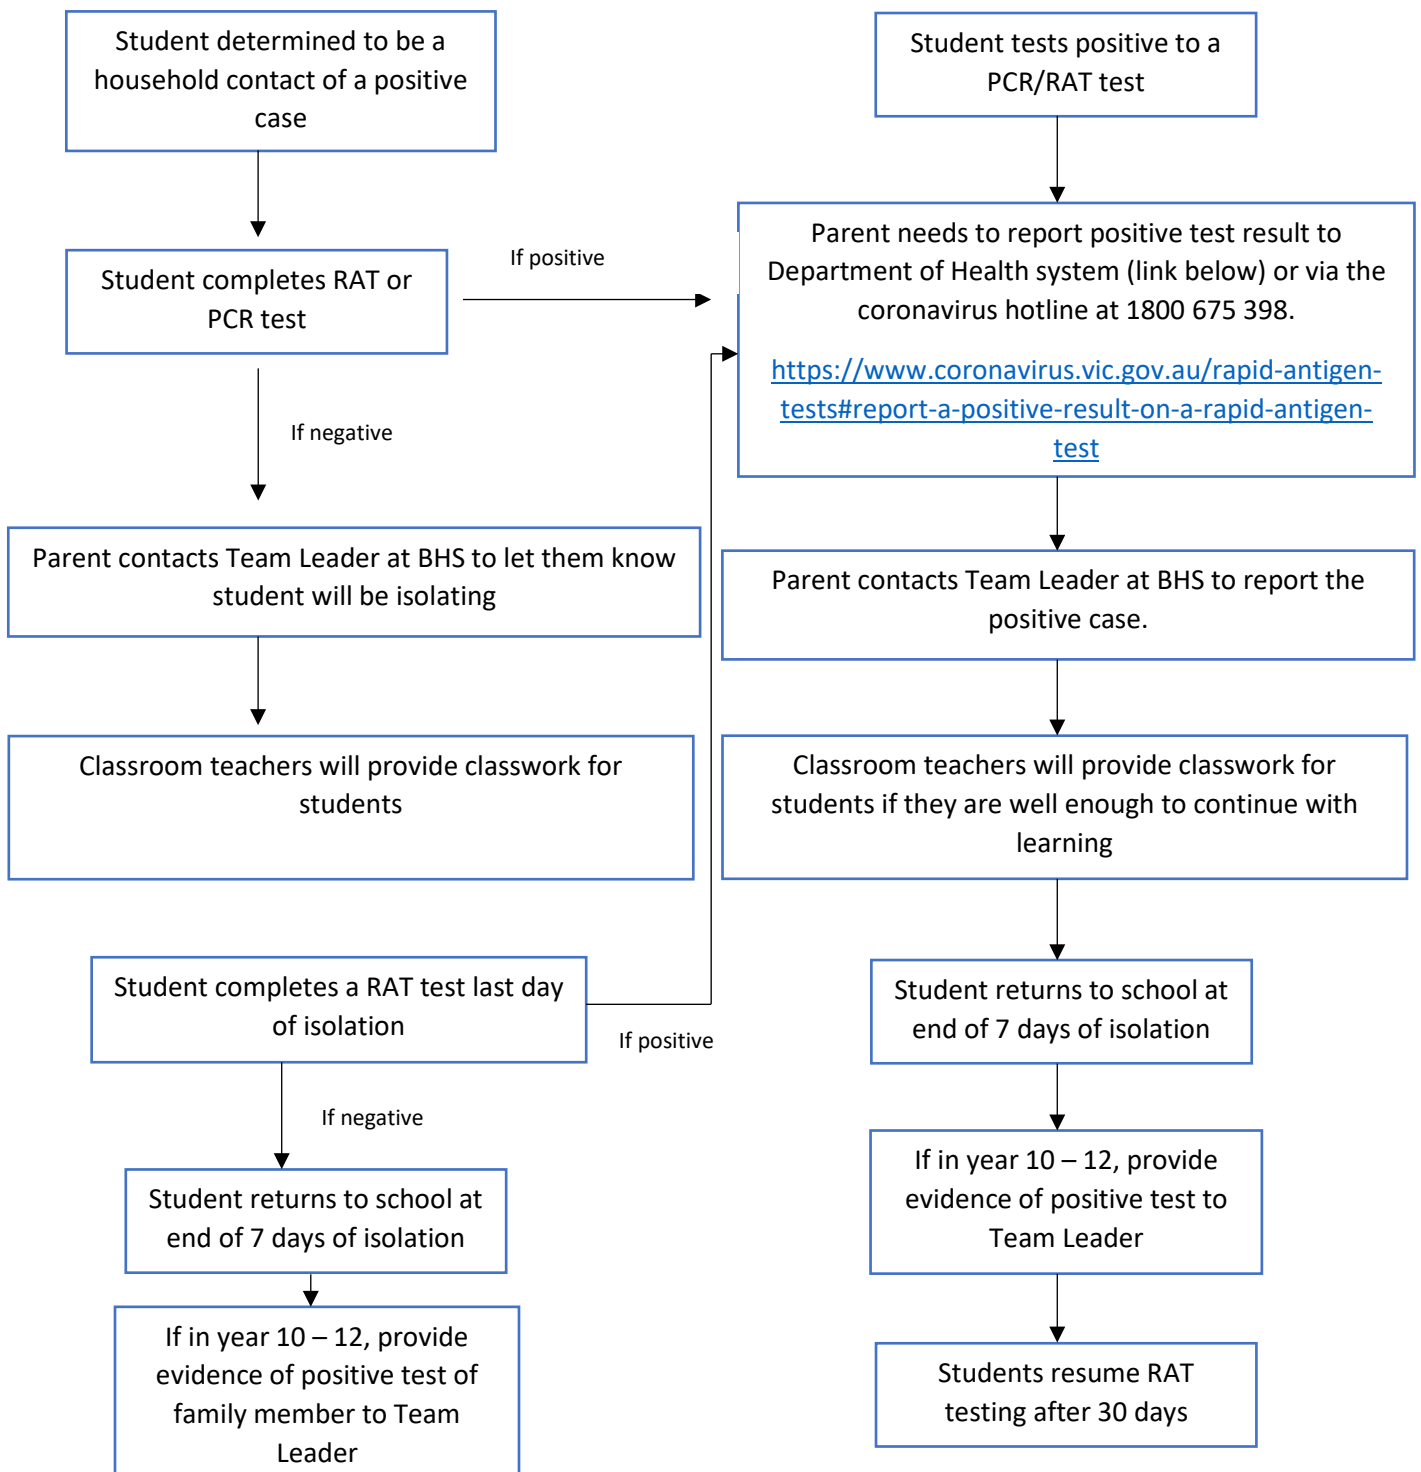 Student determined to be a
household contact of a positive
case
Student completes RAT or
PCR test
If positive
If negative
Parent contacts Team Leader at BHS to let them know
student will be isolating
Classroom teachers will provide classwork for
students
Student completes a RAT test last day
of isolation
If positive
If negative
Student returns to school at
end of 7 days of isolation
If in year 10 – 12, provide
evidence of positive test of
family member to Team
Leader
Student tests positive to a
PCR/RAT test
Parent needs to report positive test result to
Department of Health system (link below) or via the
coronavirus hotline at 1800 675 398.
https://www.coronavirus.vic.gov.au/rapid-antigen-
tests#report-a-positive-result-on-a-rapid-antigen-
test
Parent contacts Team Leader at BHS to report the
positive case.
Classroom teachers will provide classwork for
students if they are well enough to continue with
learning
Student returns to school at
end of 7 days of isolation
If in year 10 – 12, provide
evidence of positive test to
Team Leader
Students resume RAT
testing after 30 days